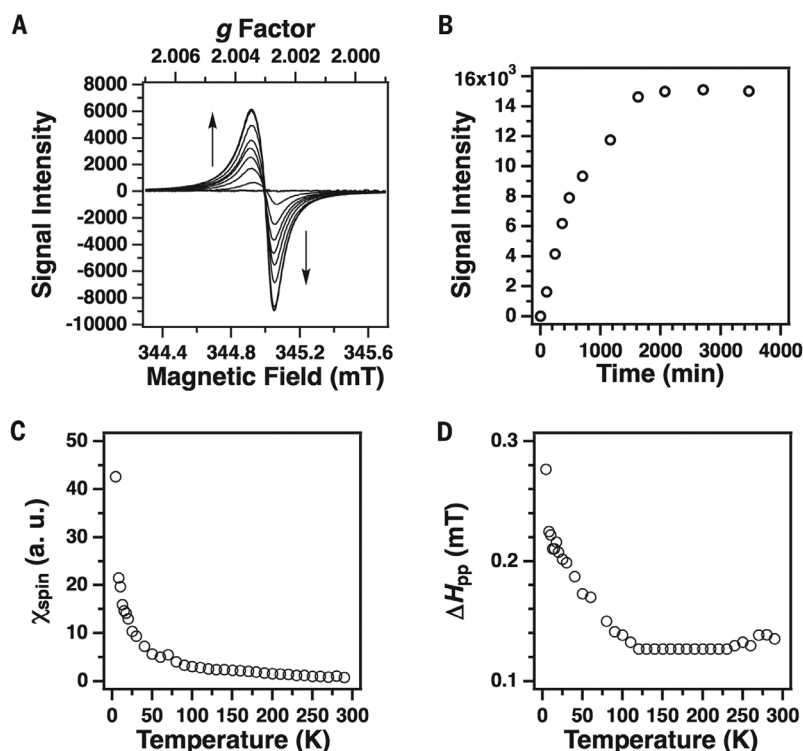 A
g Factor
2.006 2.004 2.002 2.000
8000
6000
4000
2000
0
-2000
-4000
-6000
-8000
-10000
Signal Intensity
344.4 344.8 345.2 345.6
Magnetic Field (mT)
B
16x10³
14
12
10
8
6
4
2
0
Signal Intensity
0 1000 2000 3000 4000
Time (min)
C
50
40
30
20
10
0
χspin (a. u.)
0 50 100 150 200 250 300
Temperature (K)
D
0.3
0.2
0.1
ΔHpp (mT)
0 50 100 150 200 250 300
Temperature (K)